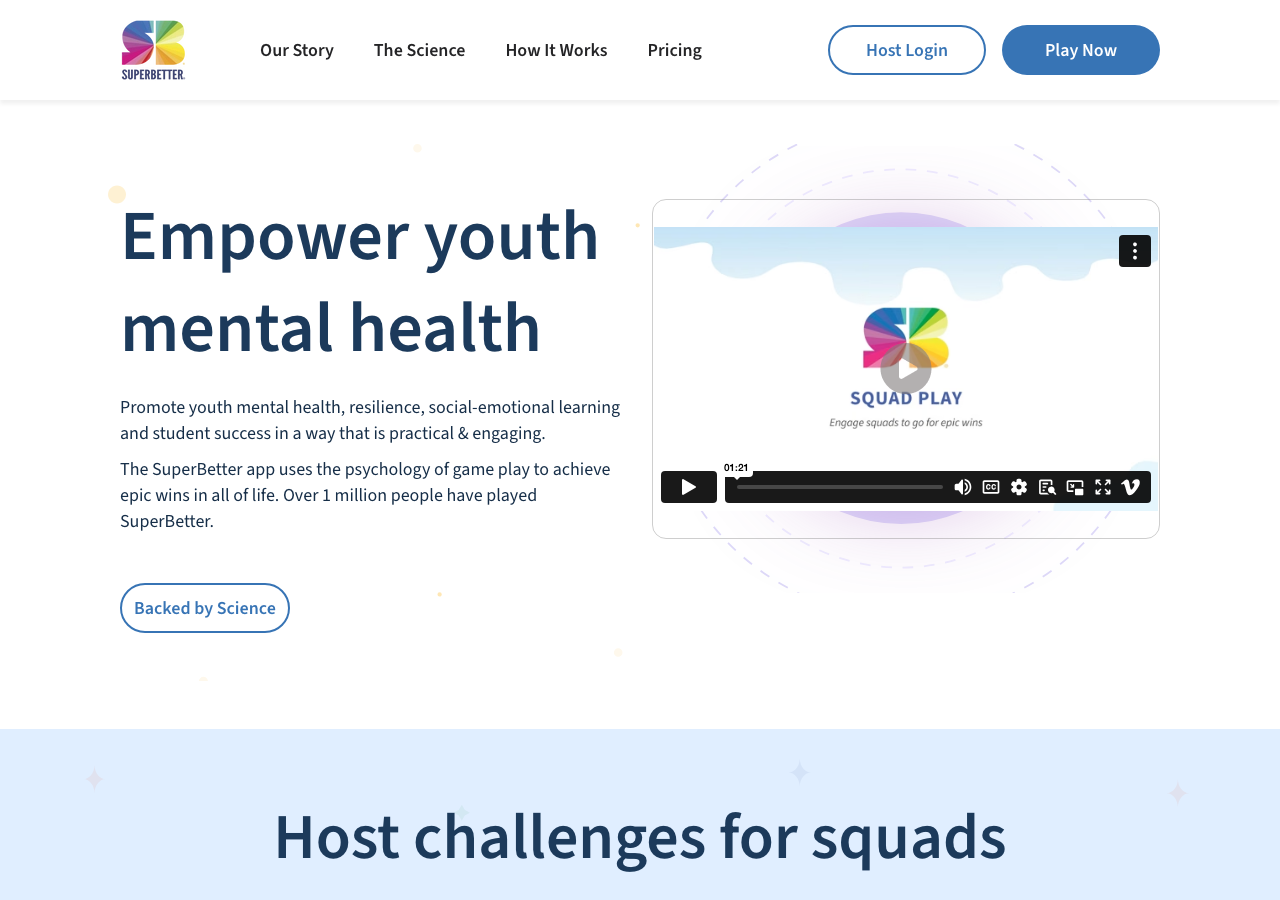 SUPERBETTER
Our Story
The Science
How It Works
Pricing
Host Login
Play Now
Empower youth
mental health
Promote youth mental health, resilience, social-emotional learning
and student success in a way that is practical & engaging.
The SuperBetter app uses the psychology of game play to achieve
epic wins in all of life. Over 1 million people have played
SuperBetter.
Backed by Science
SQUAD PLAY
Engage squads to go for epic wins
01:21
CC
Host challenges for squads